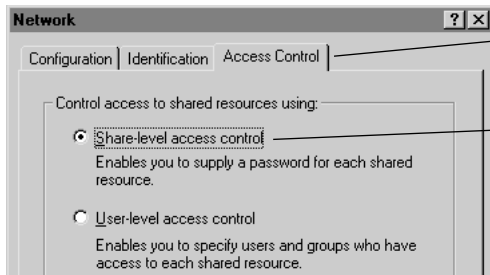 Network
Configuration Identification Access Control
Control access to shared resources using:
Share-level access control
Enables you to supply a password for each shared
resource.
User-level access control
Enables you to specify users and groups who have
access to each shared resource.